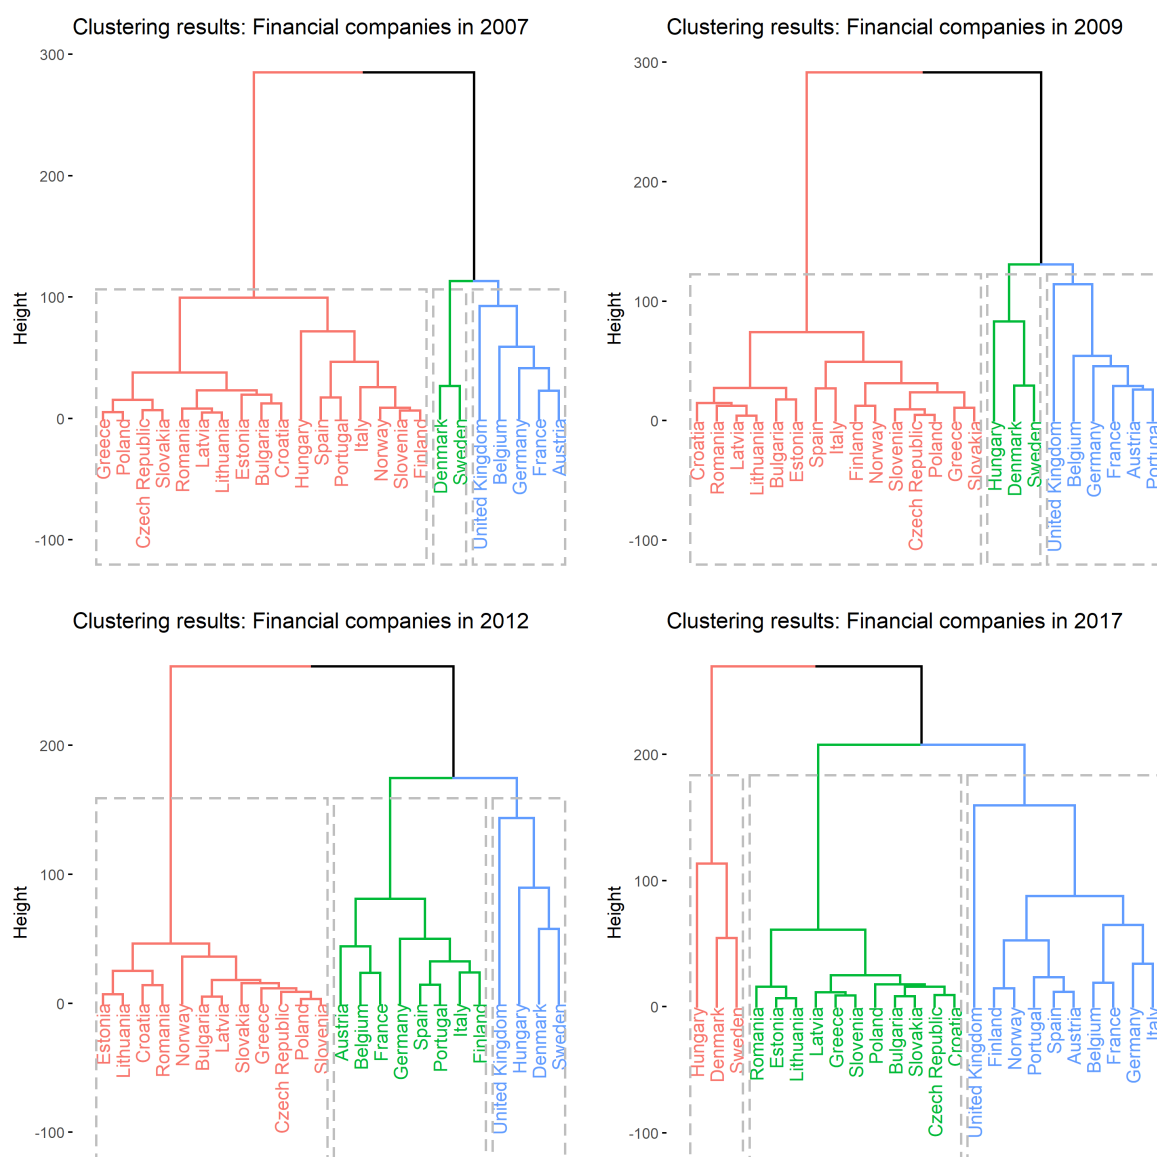 Clustering results: Financial companies in 2007
300
200
100
0
-100
Height
Greece
Poland
Czech Republic
Slovakia
Romania
Latvia
Lithuania
Estonia
Bulgaria
Croatia
Hungary
Spain
Portugal
Italy
Norway
Slovenia
Finland
Denmark
Sweden
United Kingdom
Belgium
Germany
France
Austria
Clustering results: Financial companies in 2009
300
200
100
0
-100
Height
Croatia
Romania
Latvia
Lithuania
Bulgaria
Estonia
Spain
Italy
Finland
Norway
Slovenia
Czech Republic
Poland
Greece
Slovakia
Hungary
Denmark
Sweden
United Kingdom
Belgium
Germany
France
Austria
Portugal
Clustering results: Financial companies in 2012
200
100
0
-100
Height
Estonia
Lithuania
Croatia
Romania
Norway
Bulgaria
Latvia
Slovakia
Greece
Czech Republic
Poland
Slovenia
Austria
Belgium
France
Germany
Spain
Portugal
Italy
Finland
United Kingdom
Hungary
Denmark
Sweden
Clustering results: Financial companies in 2017
200
100
0
-100
Height
Hungary
Denmark
Sweden
Romania
Estonia
Lithuania
Latvia
Greece
Slovenia
Poland
Bulgaria
Slovakia
Czech Republic
Croatia
United Kingdom
Finland
Norway
Portugal
Spain
Austria
Belgium
France
Germany
Italy